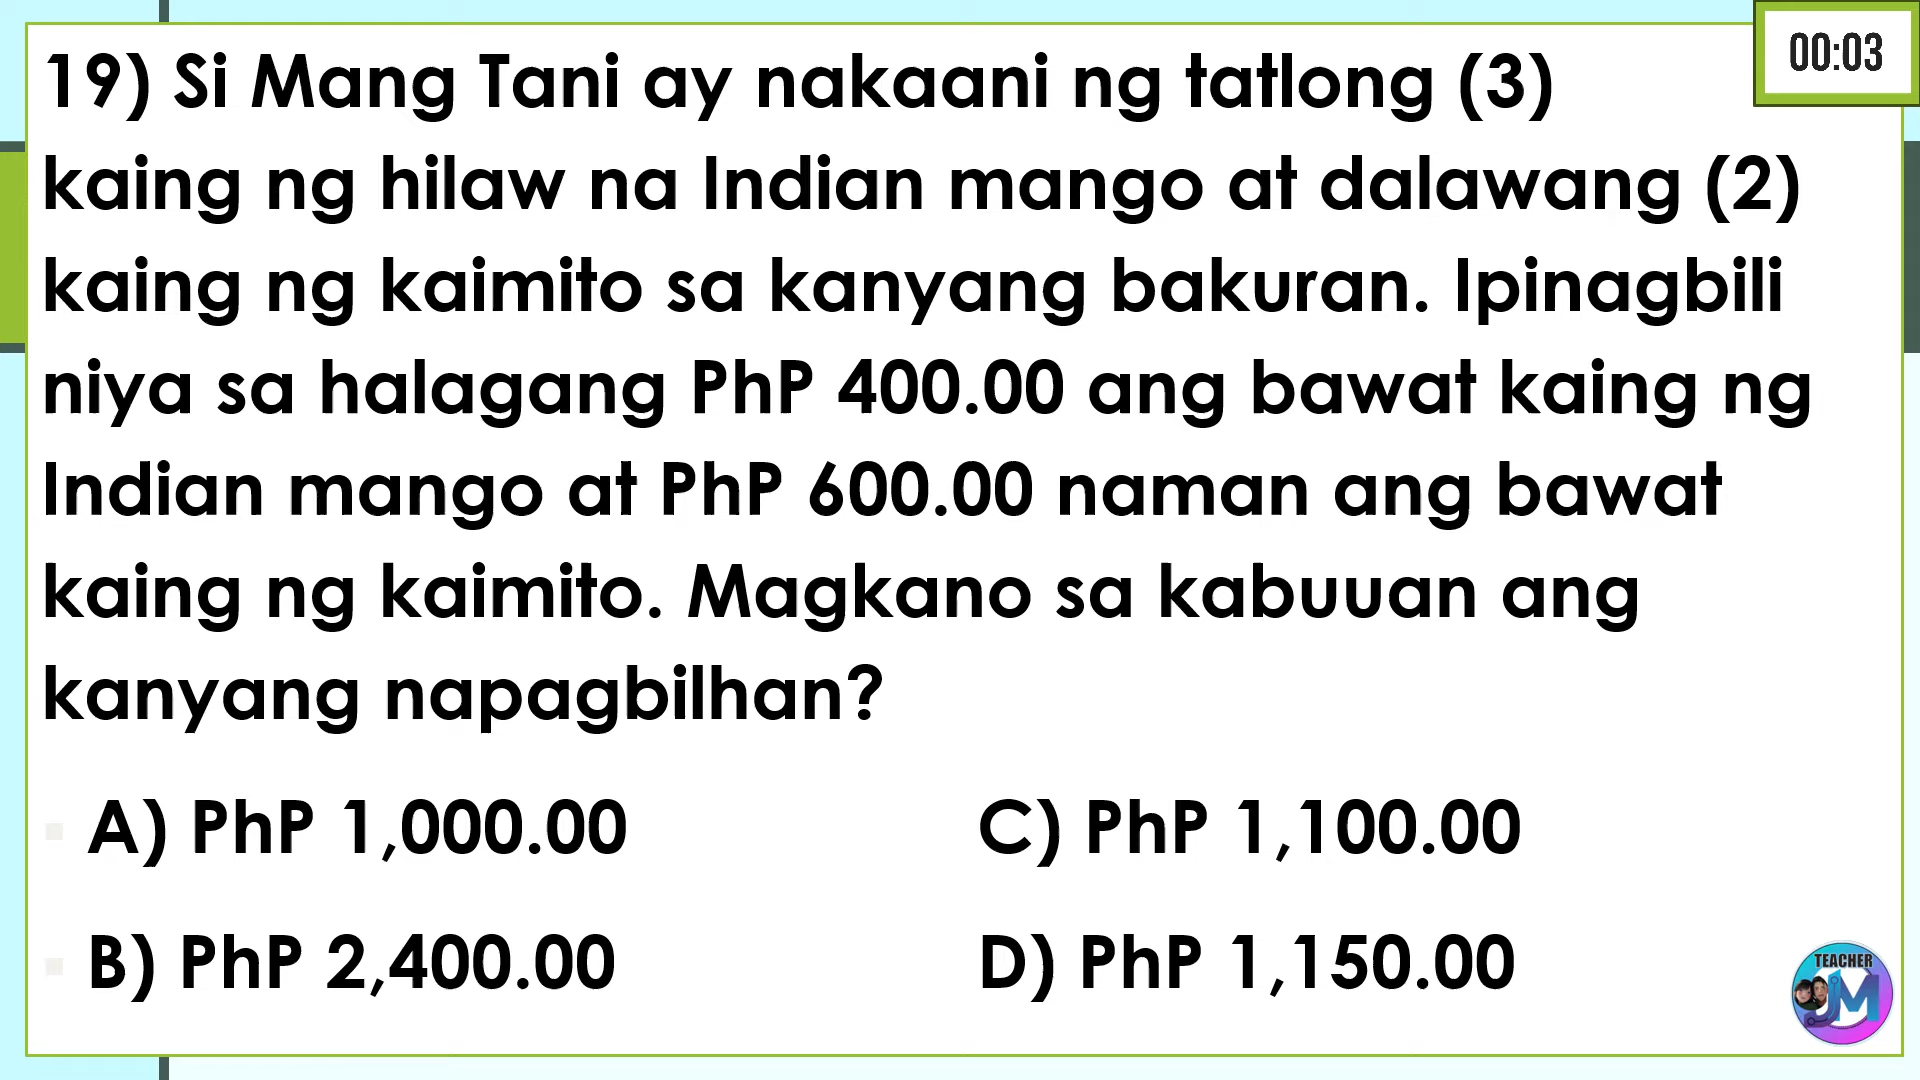 00:03
19) Si Mang Tani ay nakaani ng tatlong (3)
kaing ng hilaw na Indian mango at dalawang (2)
kaing ng kaimito sa kanyang bakuran. Ipinagbili
niya sa halagang PhP 400.00 ang bawat kaing ng
Indian mango at PhP 600.00 naman ang bawat
kaing ng kaimito. Magkano sa kabuuan ang
kanyang napagbilhan?
A) PhP 1,000.00
C) PhP 1,100.00
B) PhP 2,400.00
D) PhP 1,150.00
TEACHER
JM